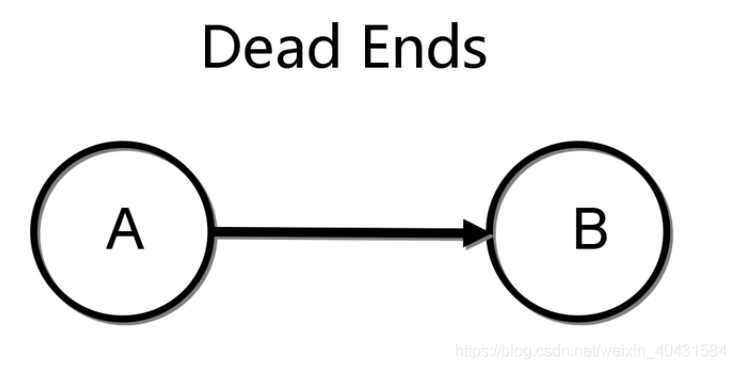 Dead Ends
A
B
https://blog.csdn.net/weixin_40431584